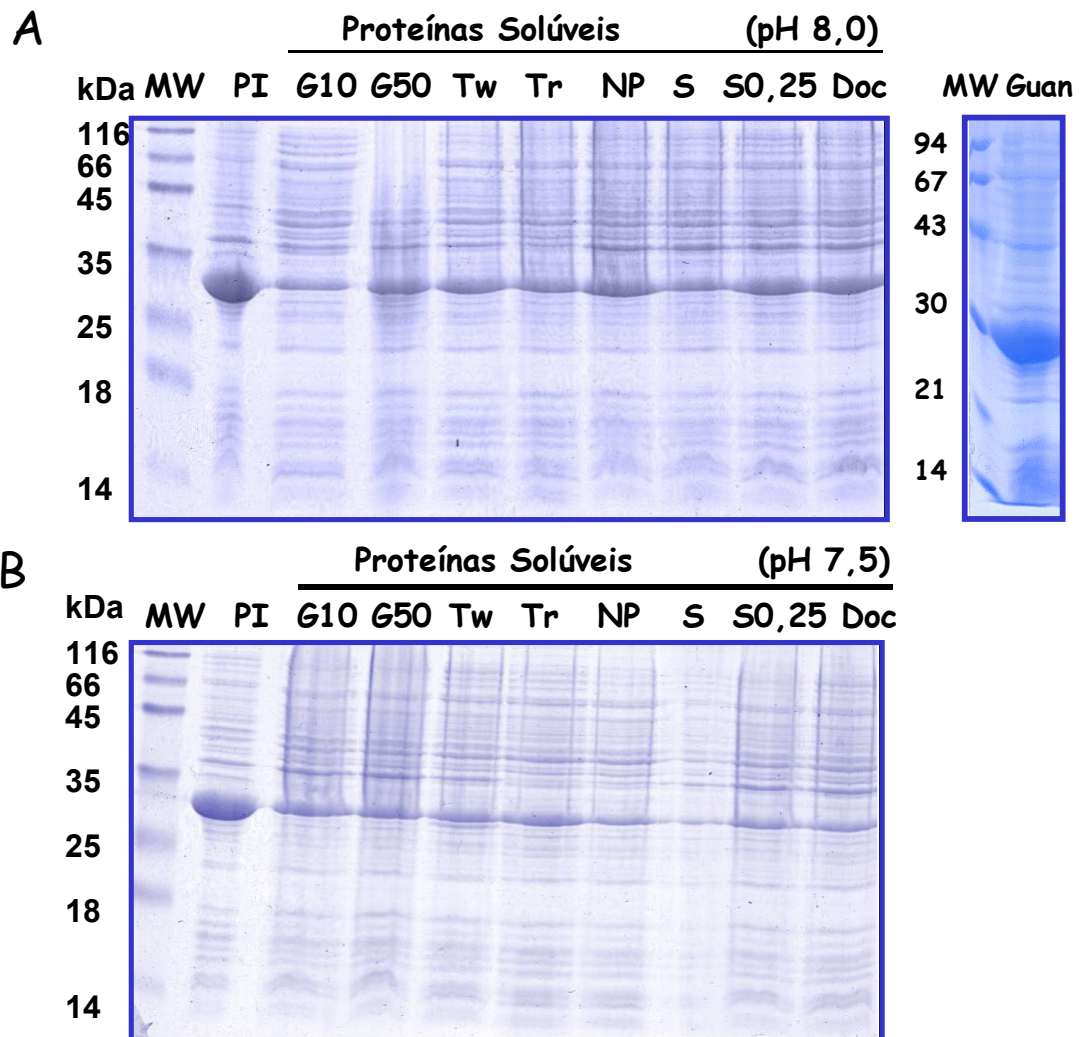 A
Proteínas Solúveis (pH 8,0)
kDa MW PI G10 G50 Tw Tr NP S S0,25 Doc
116
66
45
35
25
18
14
MW Guan
94
67
43
30
21
14
B
Proteínas Solúveis (pH 7,5)
kDa MW PI G10 G50 Tw Tr NP S S0,25 Doc
116
66
45
35
25
18
14